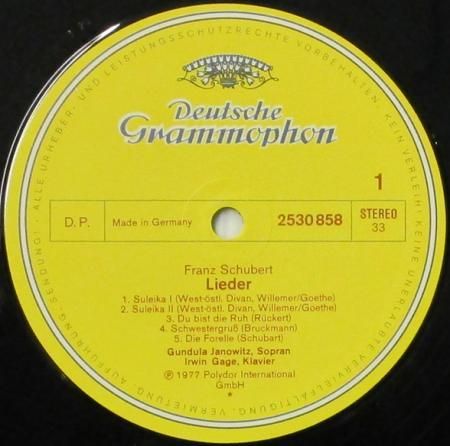 ALLE URHEBER- UND LEISTUNGSSCHUTZRECHTE VORBEHALTEN. KEIN VERLEIH! KEINE UNERLAUBTE VERVIELFÄLTIGUNG, VERMIETUNG, AUFFÜHRUNG, SENDUNG!
Deutsche
Grammophon
1
D.P.
Made in Germany
2530 858
STEREO
33
Franz Schubert
Lieder
1. Suleika I (West-östl. Divan, Willemer/Goethe)
2. Suleika II (West-östl. Divan, Willemer/Goethe)
3. Du bist die Ruh (Rückert)
4. Schwestergruß (Bruckmann)
5. Die Forelle (Schubart)
Gundula Janowitz, Sopran
Irwin Gage, Klavier
Ⓟ 1977 Polydor International
GmbH
*